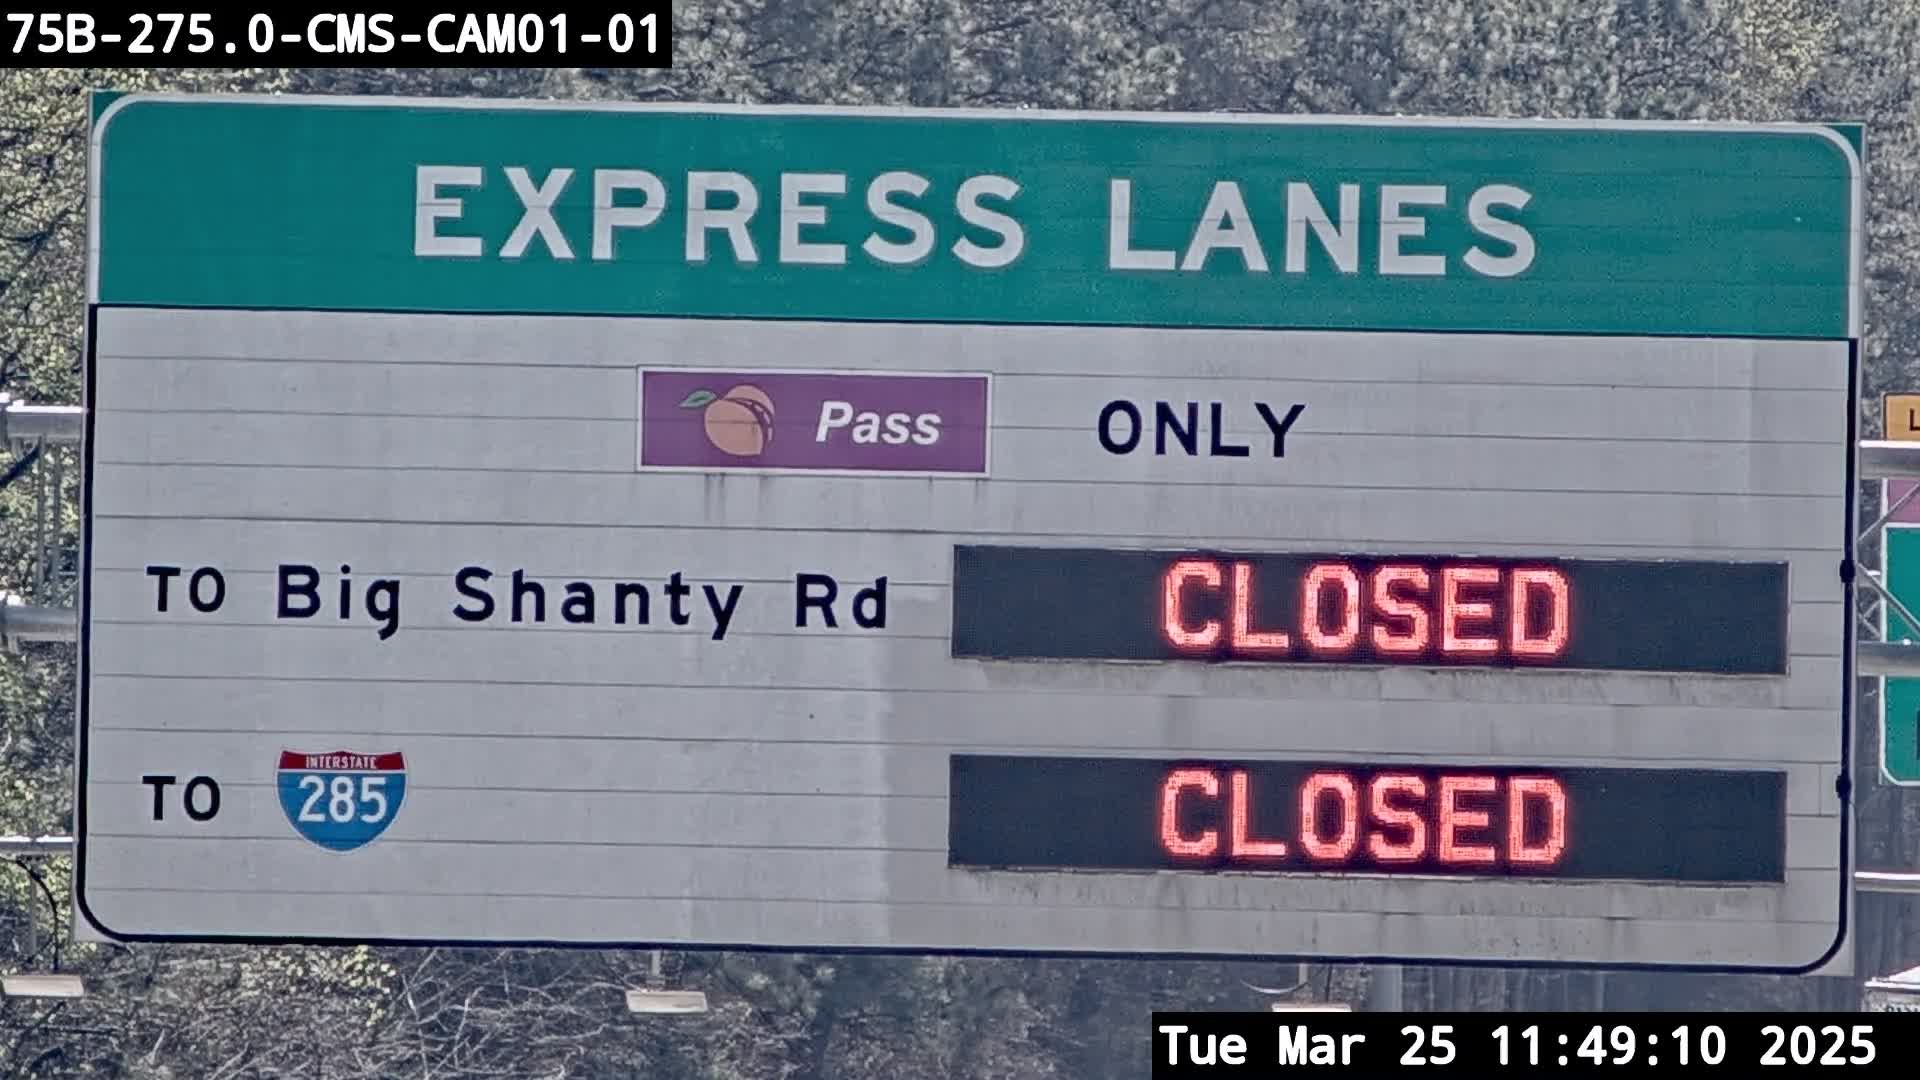 75B-275.0-CMS-CAM01-01
EXPRESS LANES
Pass ONLY
TO Big Shanty Rd CLOSED
INTERSTATE
TO 285 CLOSED
Tue Mar 25 11:49:10 2025